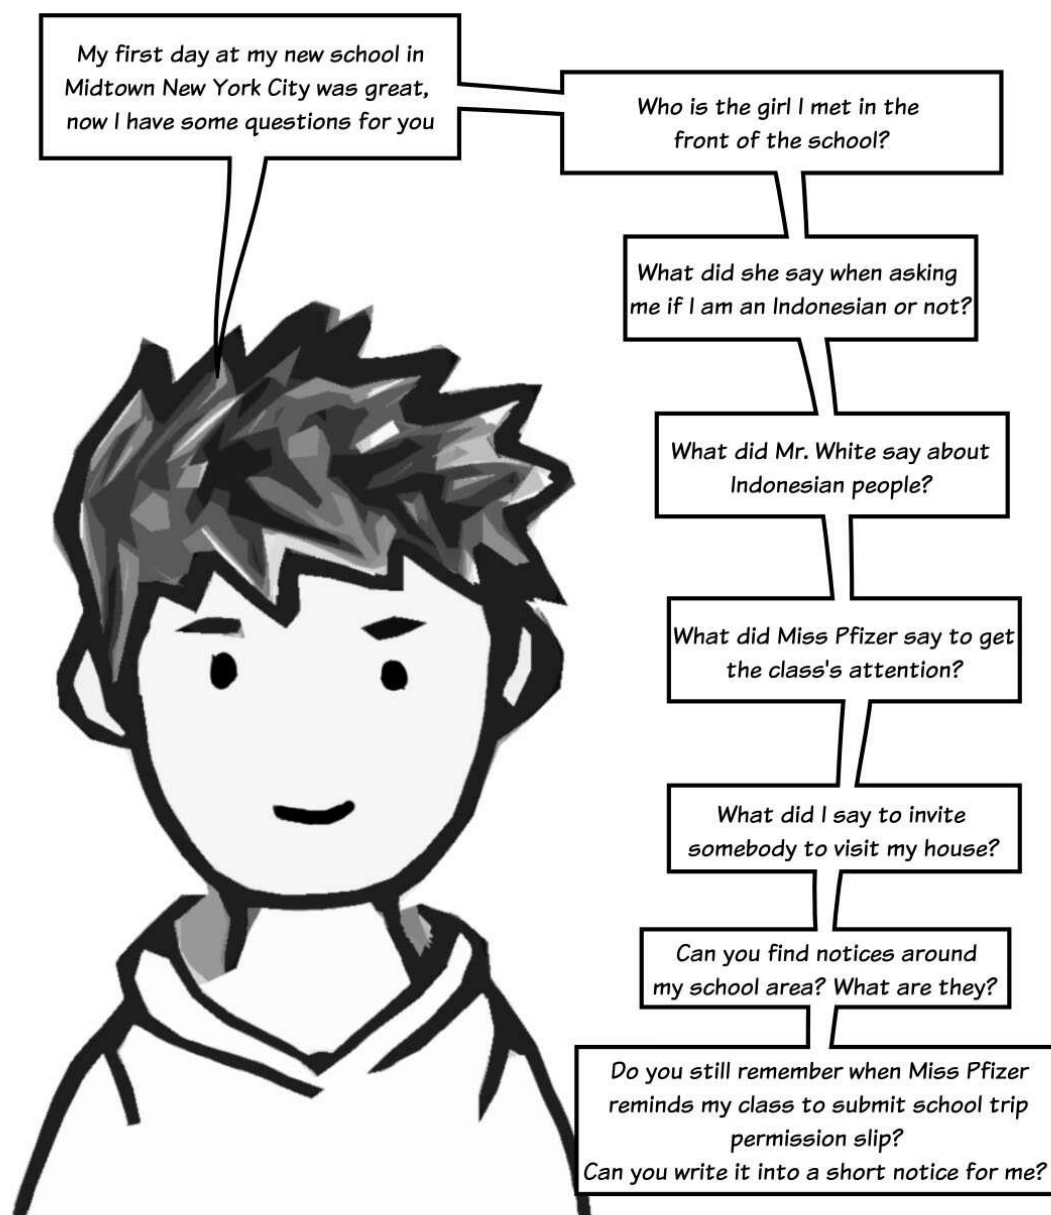 My first day at my new school in
Midtown New York City was great,
now I have some questions for you
Who is the girl I met in the
front of the school?
What did she say when asking
me if I am an Indonesian or not?
What did Mr. White say about
Indonesian people?
What did Miss Pfizer say to get
the class's attention?
What did I say to invite
somebody to visit my house?
Can you find notices around
my school area? What are they?
Do you still remember when Miss Pfizer
reminds my class to submit school trip
permission slip?
Can you write it into a short notice for me?